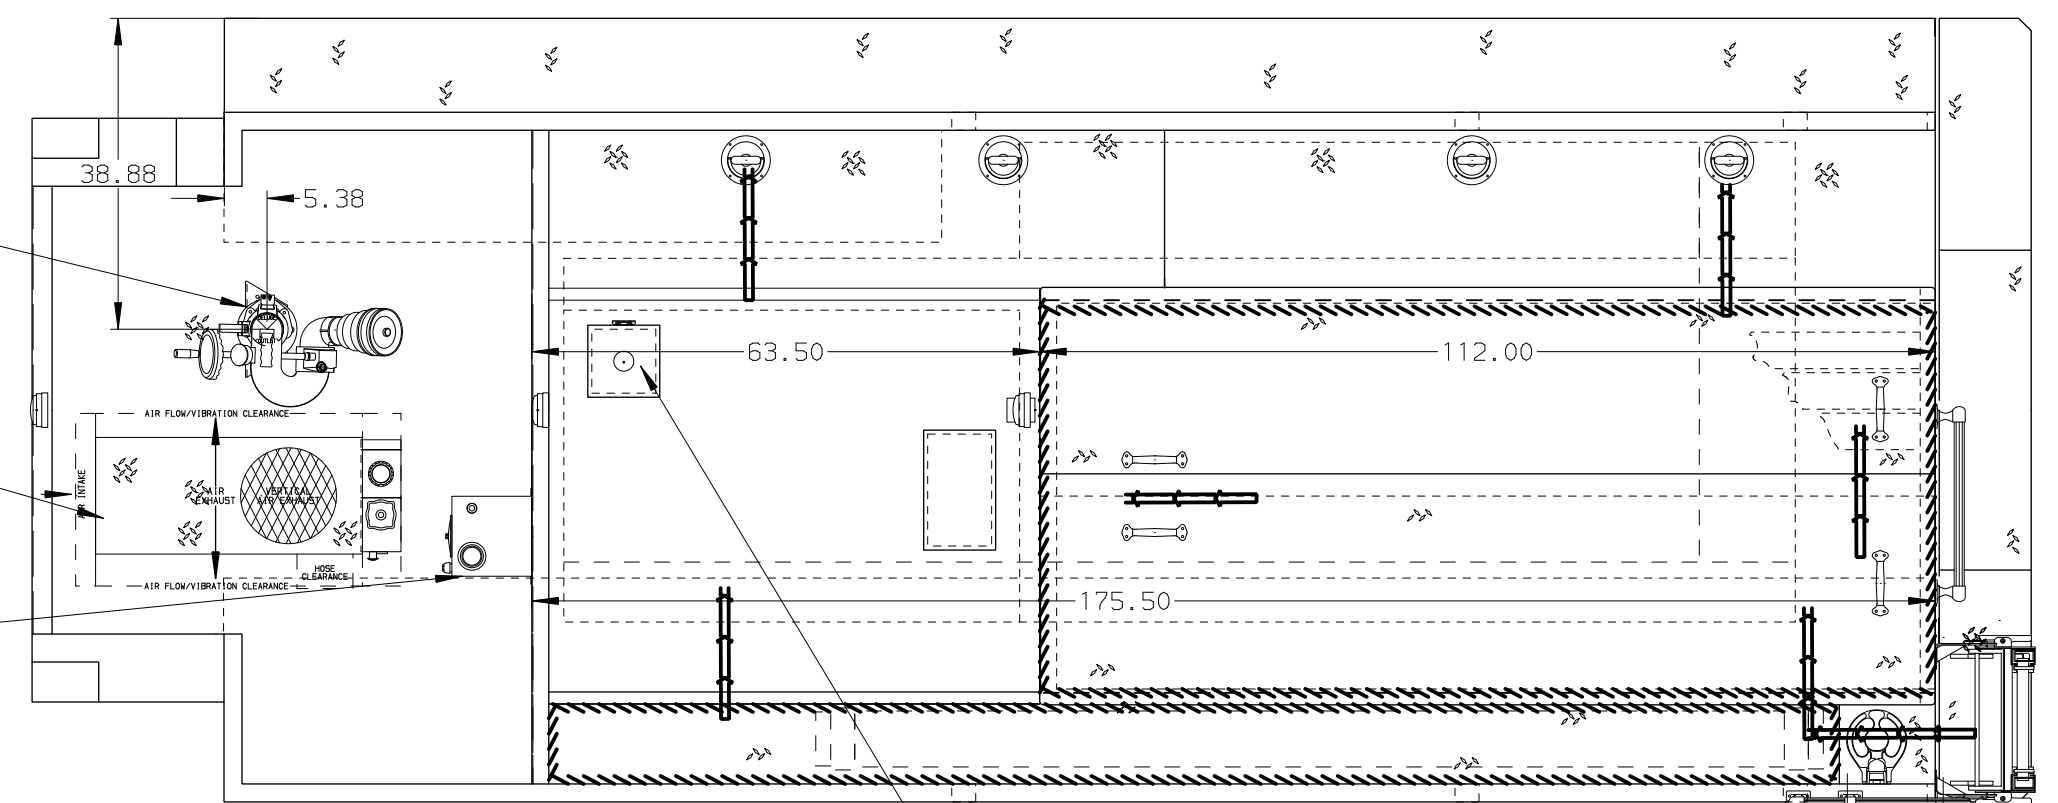 38.88
5.38
OUTLET
63.50
112.00
AIR FLOW/VIBRATION CLEARANCE
AIR INTAKE
AIR
EXHAUST
VERTICAL
AIR EXHAUST
HOSE
CLEARANCE
AIR FLOW/VIBRATION CLEARANCE
175.50